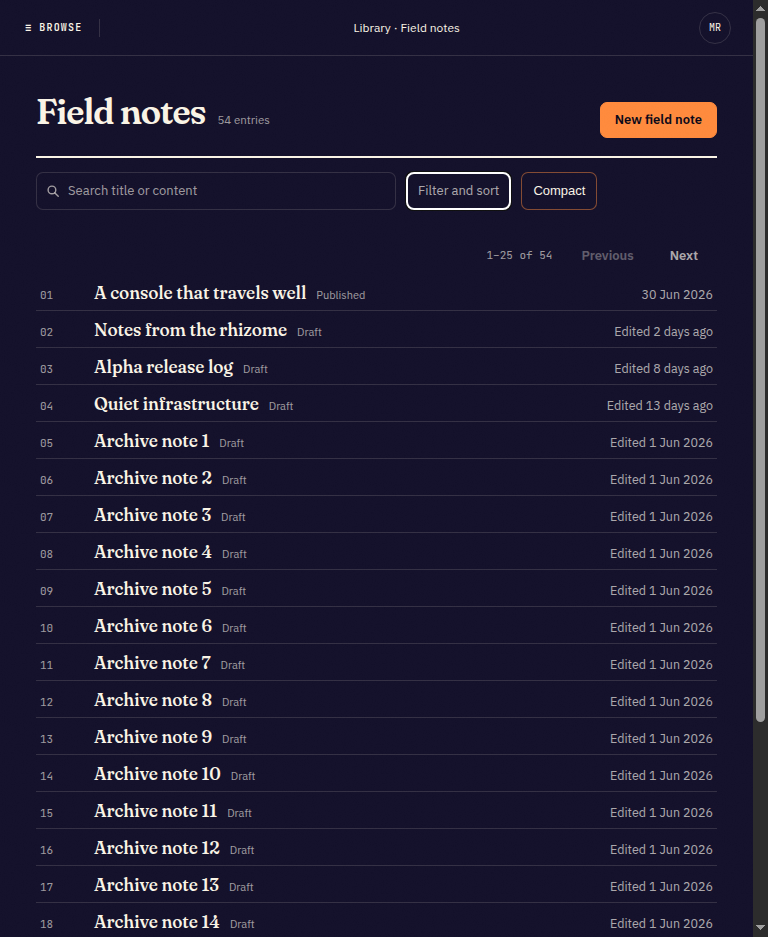 ≡ BROWSE
Library · Field notes
MR
Field notes 54 entries
New field note
Search title or content
Filter and sort
Compact
1–25 of 54 Previous Next
01 A console that travels well Published 30 Jun 2026
02 Notes from the rhizome Draft Edited 2 days ago
03 Alpha release log Draft Edited 8 days ago
04 Quiet infrastructure Draft Edited 13 days ago
05 Archive note 1 Draft Edited 1 Jun 2026
06 Archive note 2 Draft Edited 1 Jun 2026
07 Archive note 3 Draft Edited 1 Jun 2026
08 Archive note 4 Draft Edited 1 Jun 2026
09 Archive note 5 Draft Edited 1 Jun 2026
10 Archive note 6 Draft Edited 1 Jun 2026
11 Archive note 7 Draft Edited 1 Jun 2026
12 Archive note 8 Draft Edited 1 Jun 2026
13 Archive note 9 Draft Edited 1 Jun 2026
14 Archive note 10 Draft Edited 1 Jun 2026
15 Archive note 11 Draft Edited 1 Jun 2026
16 Archive note 12 Draft Edited 1 Jun 2026
17 Archive note 13 Draft Edited 1 Jun 2026
18 Archive note 14 Draft Edited 1 Jun 2026